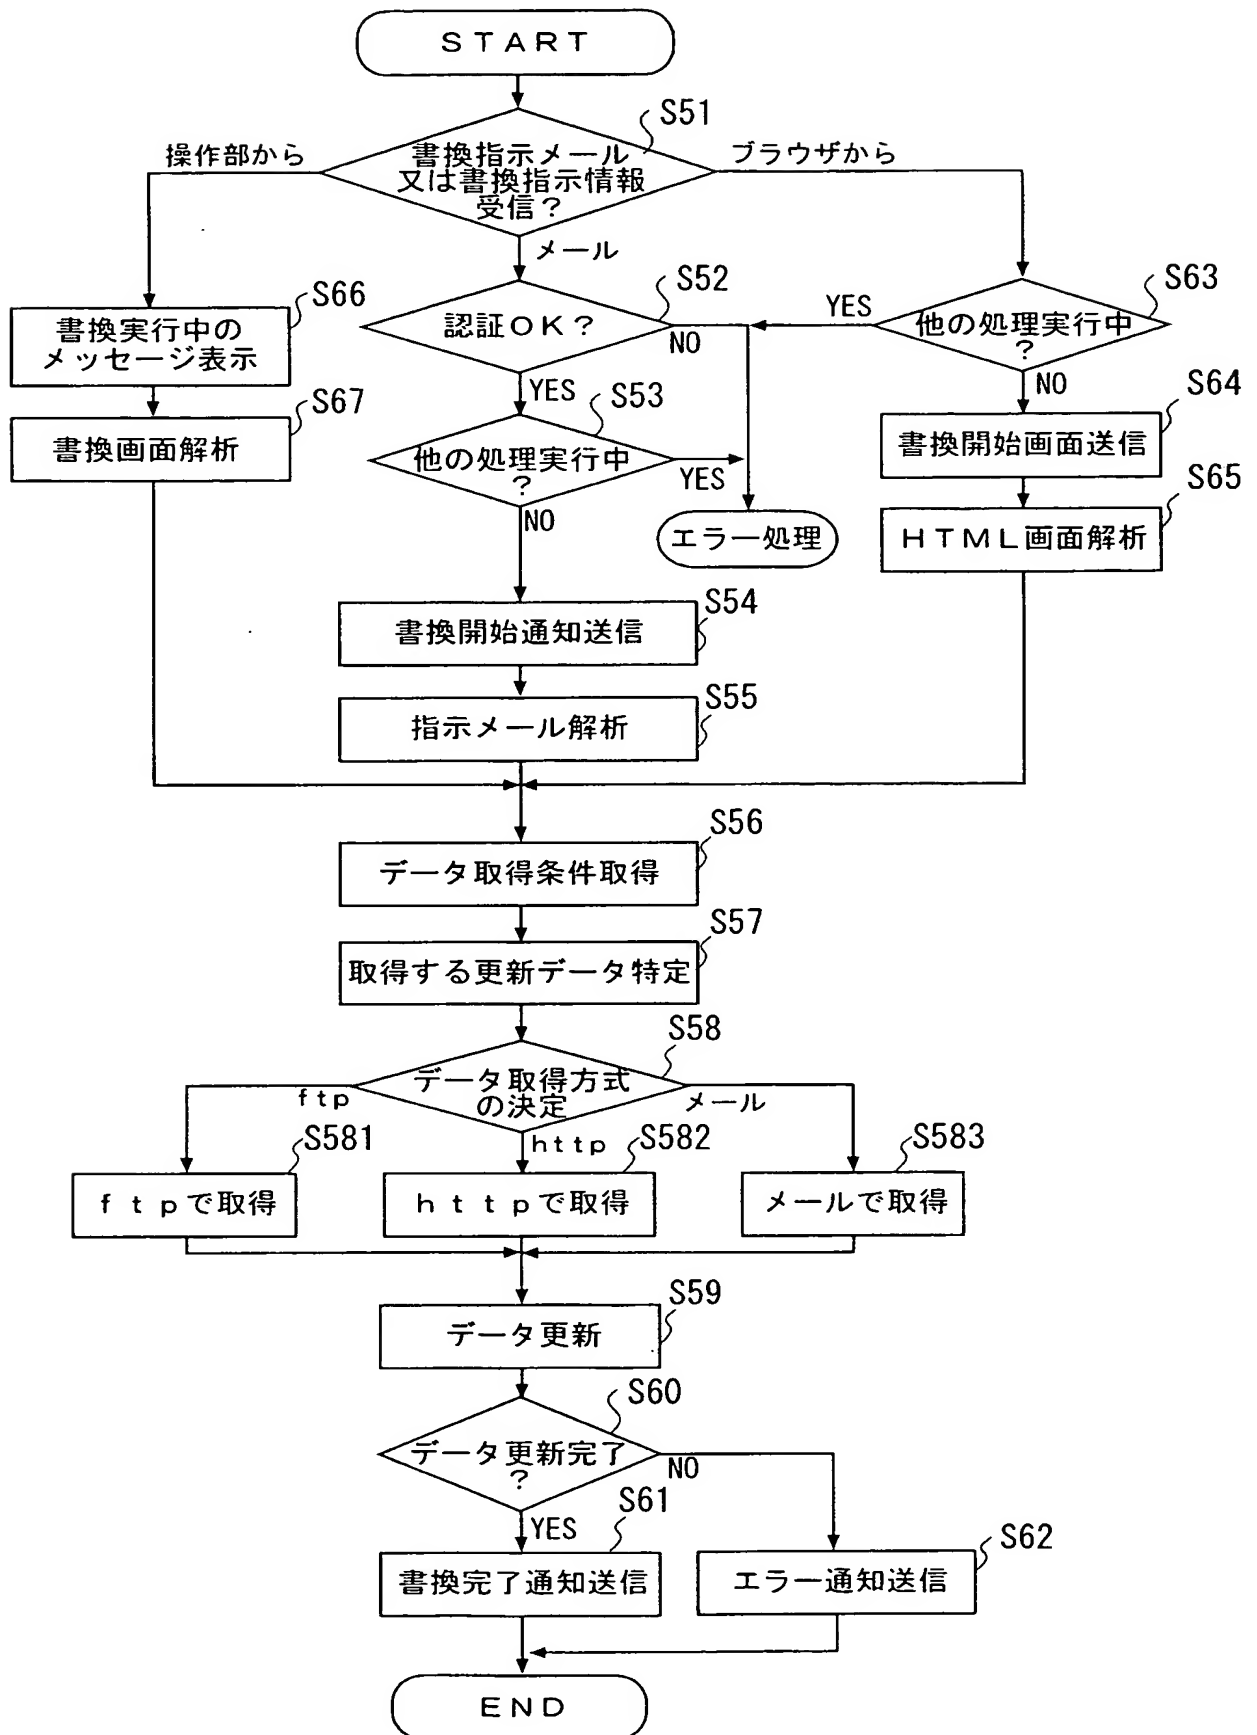 START
S51
操作部から
書換指示メール
又は書換指示情報
受信？
ブラウザから
メール
S66
書換実行中の
メッセージ表示
S52
認証OK？
NO
YES
S63
YES
他の処理実行中
？
NO
S67
書換画面解析
S53
他の処理実行中
？
YES
NO
エラー処理
S64
書換開始画面送信
S65
HTML画面解析
S54
書換開始通知送信
S55
指示メール解析
S56
データ取得条件取得
S57
取得する更新データ特定
S58
データ取得方式
の決定
ftp
http
メール
S581
ftpで取得
S582
httpで取得
S583
メールで取得
S59
データ更新
S60
データ更新完了
？
NO
YES
S61
書換完了通知送信
S62
エラー通知送信
END